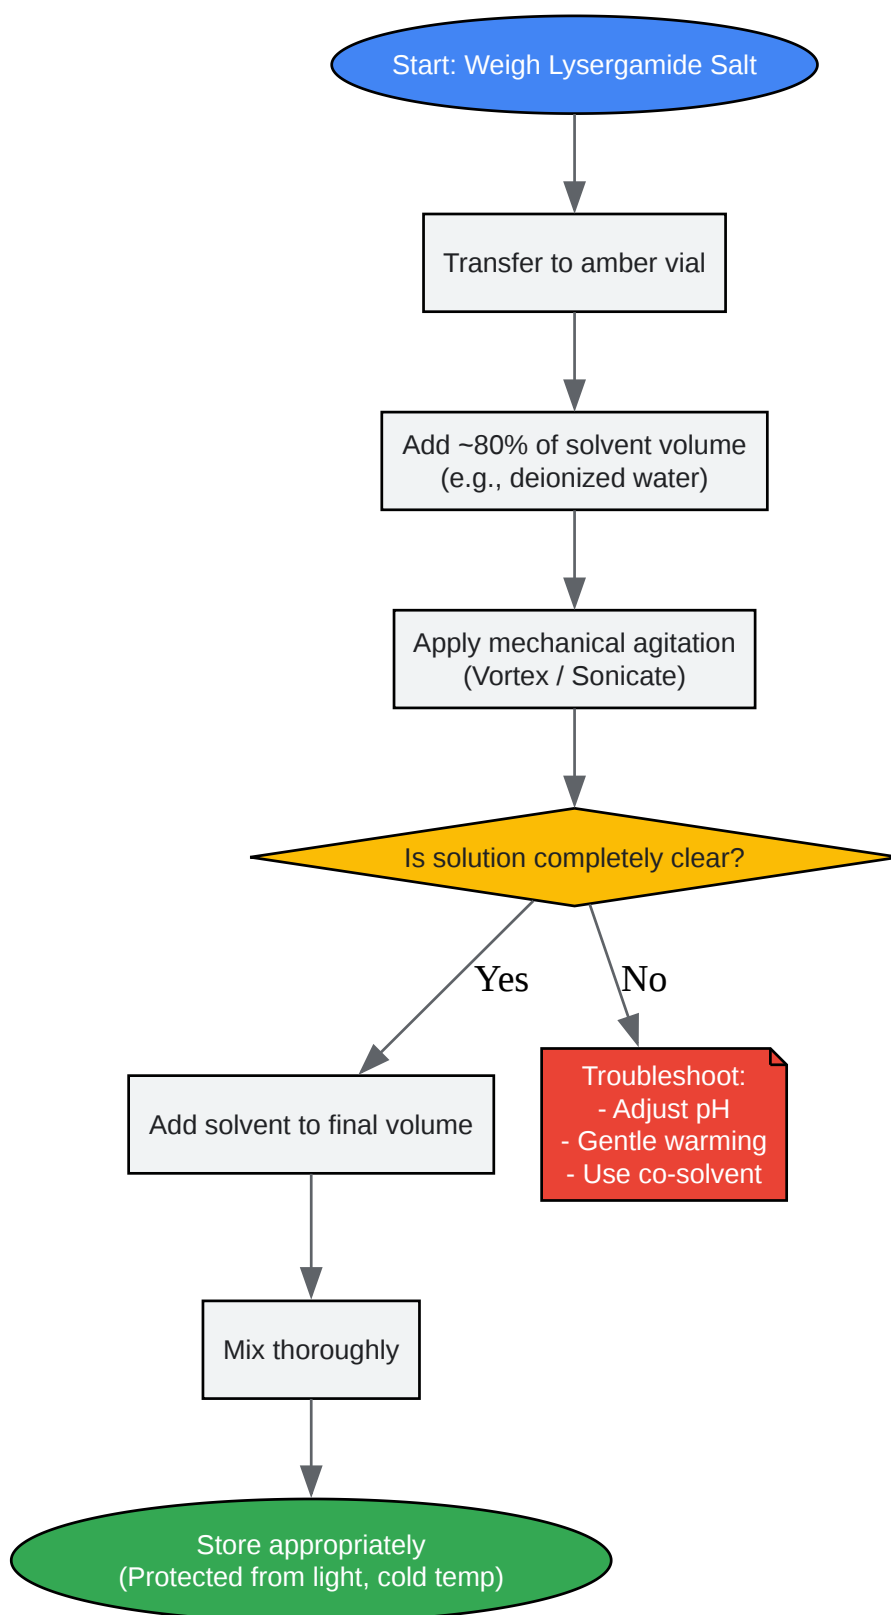 Start: Weigh Lysergamide Salt
Transfer to amber vial
Add ~80% of solvent volume
(e.g., deionized water)
Apply mechanical agitation
(Vortex / Sonicate)
Is solution completely clear?
Yes
No
Troubleshoot:
- Adjust pH
- Gentle warming
- Use co-solvent
Add solvent to final volume
Mix thoroughly
Store appropriately
(Protected from light, cold temp)